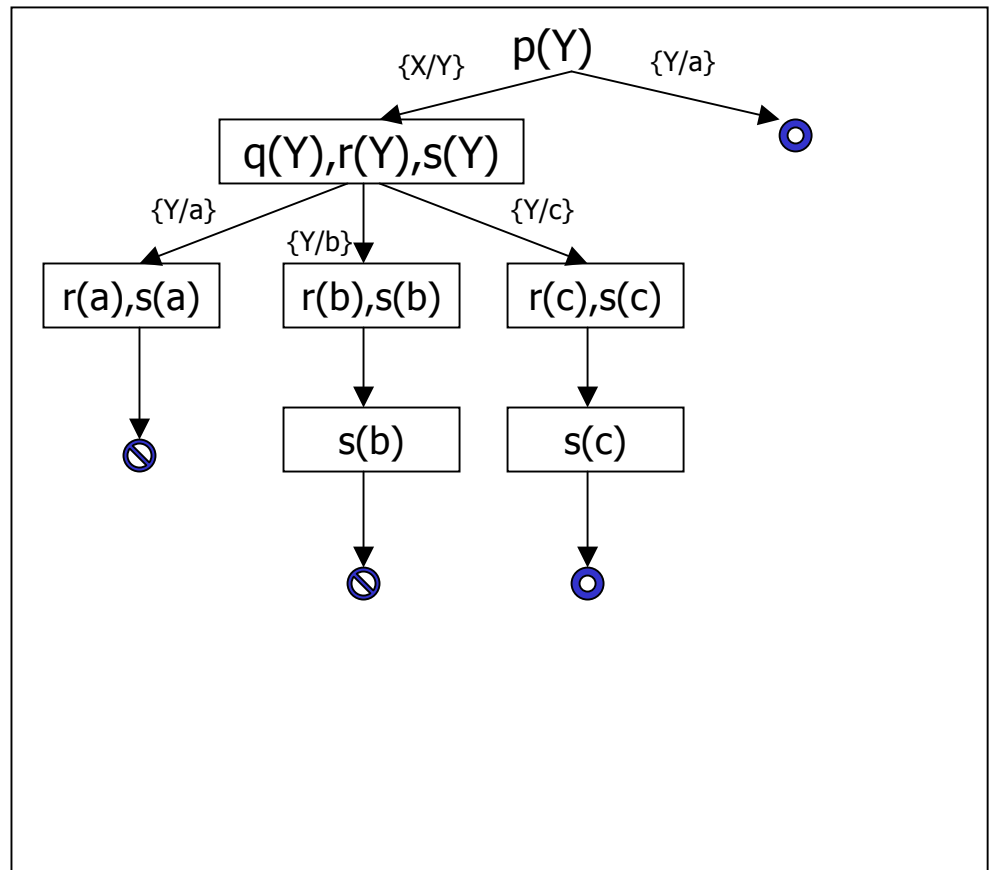 p(Y)
{X/Y}
{Y/a}
q(Y),r(Y),s(Y)
{Y/a}
{Y/b}
{Y/c}
r(a),s(a)
r(b),s(b)
r(c),s(c)
s(b)
s(c)